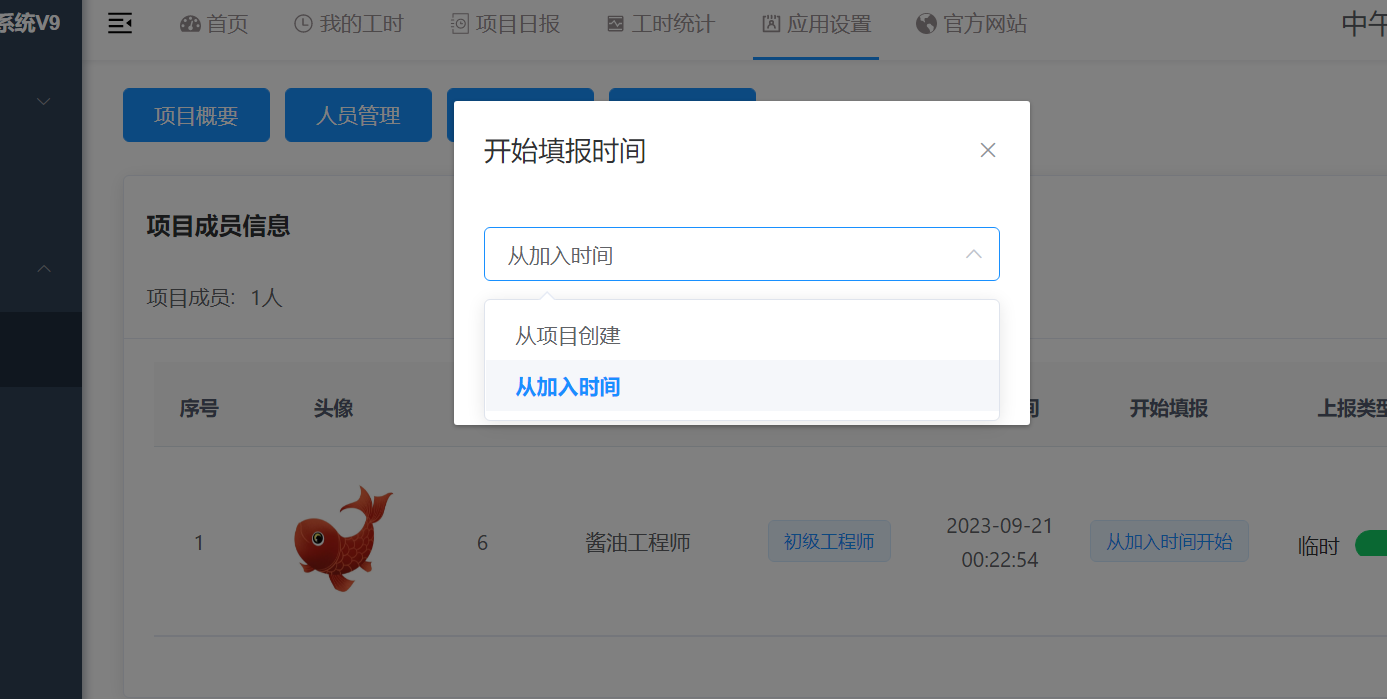 系统V9
首页 我的工时 项目日报 工时统计 应用设置 官方网站 中午
项目概要 人员管理
开始填报时间
从加入时间
从项目创建
从加入时间
项目成员信息
项目成员: 1人
序号 头像 间 开始填报 上报类型
1 6 酱油工程师 初级工程师 2023-09-21
00:22:54 从加入时间开始 临时